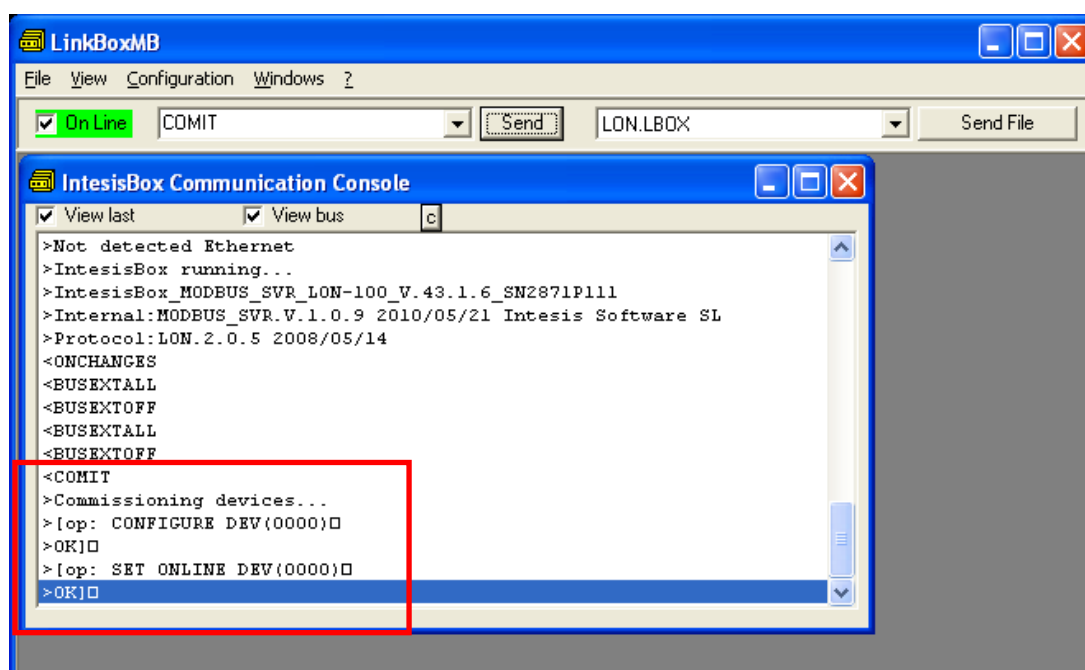 LinkBoxMB
File View Configuration Windows ?
On Line COMIT Send LON.LBOX Send File
IntesisBox Communication Console
View last View bus c
>Not detected Ethernet
>IntesisBox running...
>IntesisBox_MODBUS_SVR_LON-100_V.43.1.6_SN2871P111
>Internal:MODBUS_SVR.V.1.0.9 2010/05/21 Intesis Software SL
>Protocol:LON.2.0.5 2008/05/14
<ONCHANGES
<BUSEXTALL
<BUSEXTOFF
<BUSEXTALL
<BUSEXTOFF
<COMIT
>Commissioning devices...
>[op: CONFIGURE DEV(0000)□
>OK]□
>[op: SET ONLINE DEV(0000)□
>OK]□